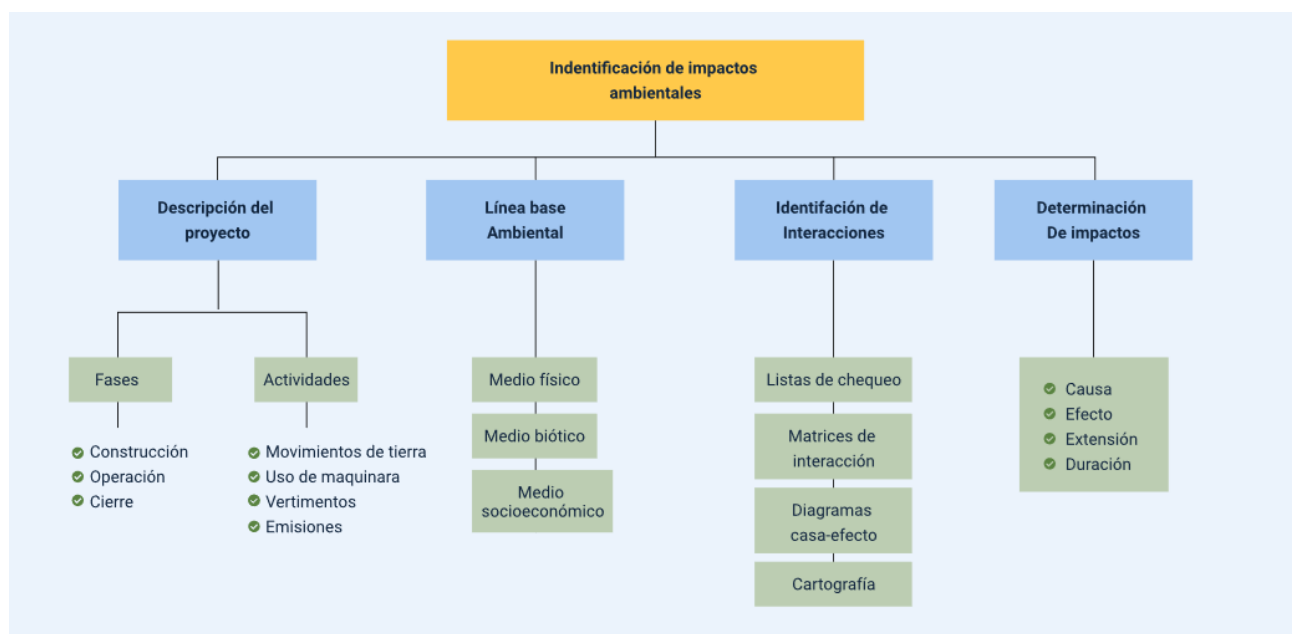 Indentificación de impactos
ambientales
Descripción del
proyecto
Línea base
Ambiental
Identifación de
Interacciones
Determinación
De impactos
Fases
Actividades
Construcción
Operación
Cierre
Movimientos de tierra
Uso de maquinara
Vertimentos
Emisiones
Medio físico
Medio biótico
Medio
socioeconómico
Listas de chequeo
Matrices de
interacción
Diagramas
casa-efecto
Cartografía
Causa
Efecto
Extensión
Duración